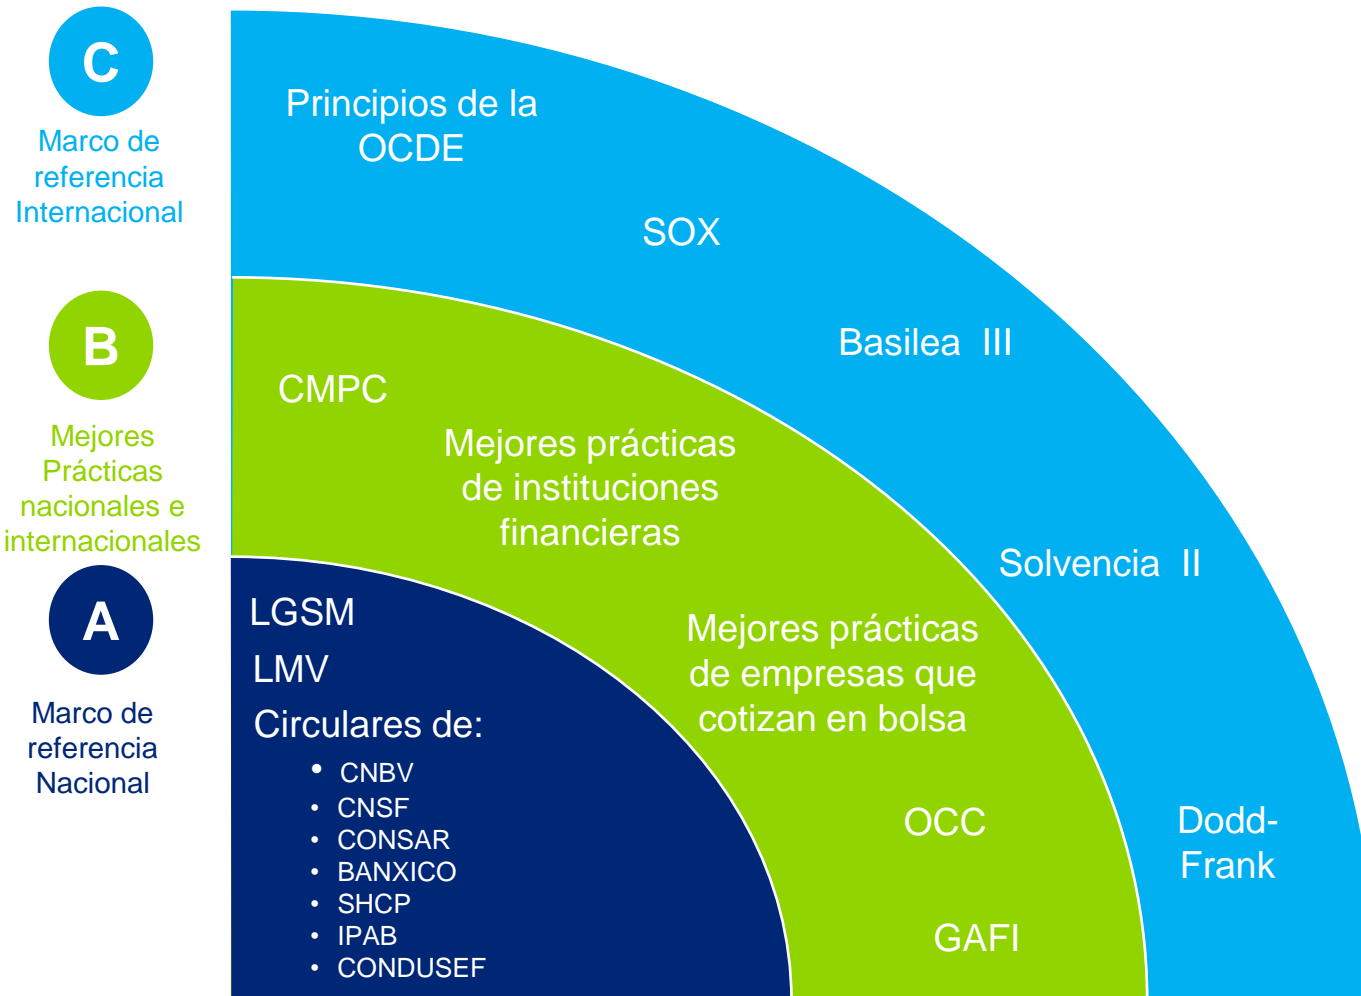 C
Marco de
referencia
Internacional
Principios de la
OCDE
SOX
Basilea III
Solvencia II
Dodd-
Frank
B
Mejores
Prácticas
nacionales e
internacionales
CMPC
Mejores prácticas
de instituciones
financieras
Mejores prácticas
de empresas que
cotizan en bolsa
OCC
GAFI
A
Marco de
referencia
Nacional
LGSM
LMV
Circulares de:
• CNBV
• CNSF
• CONSAR
• BANXICO
• SHCP
• IPAB
• CONDUSEF